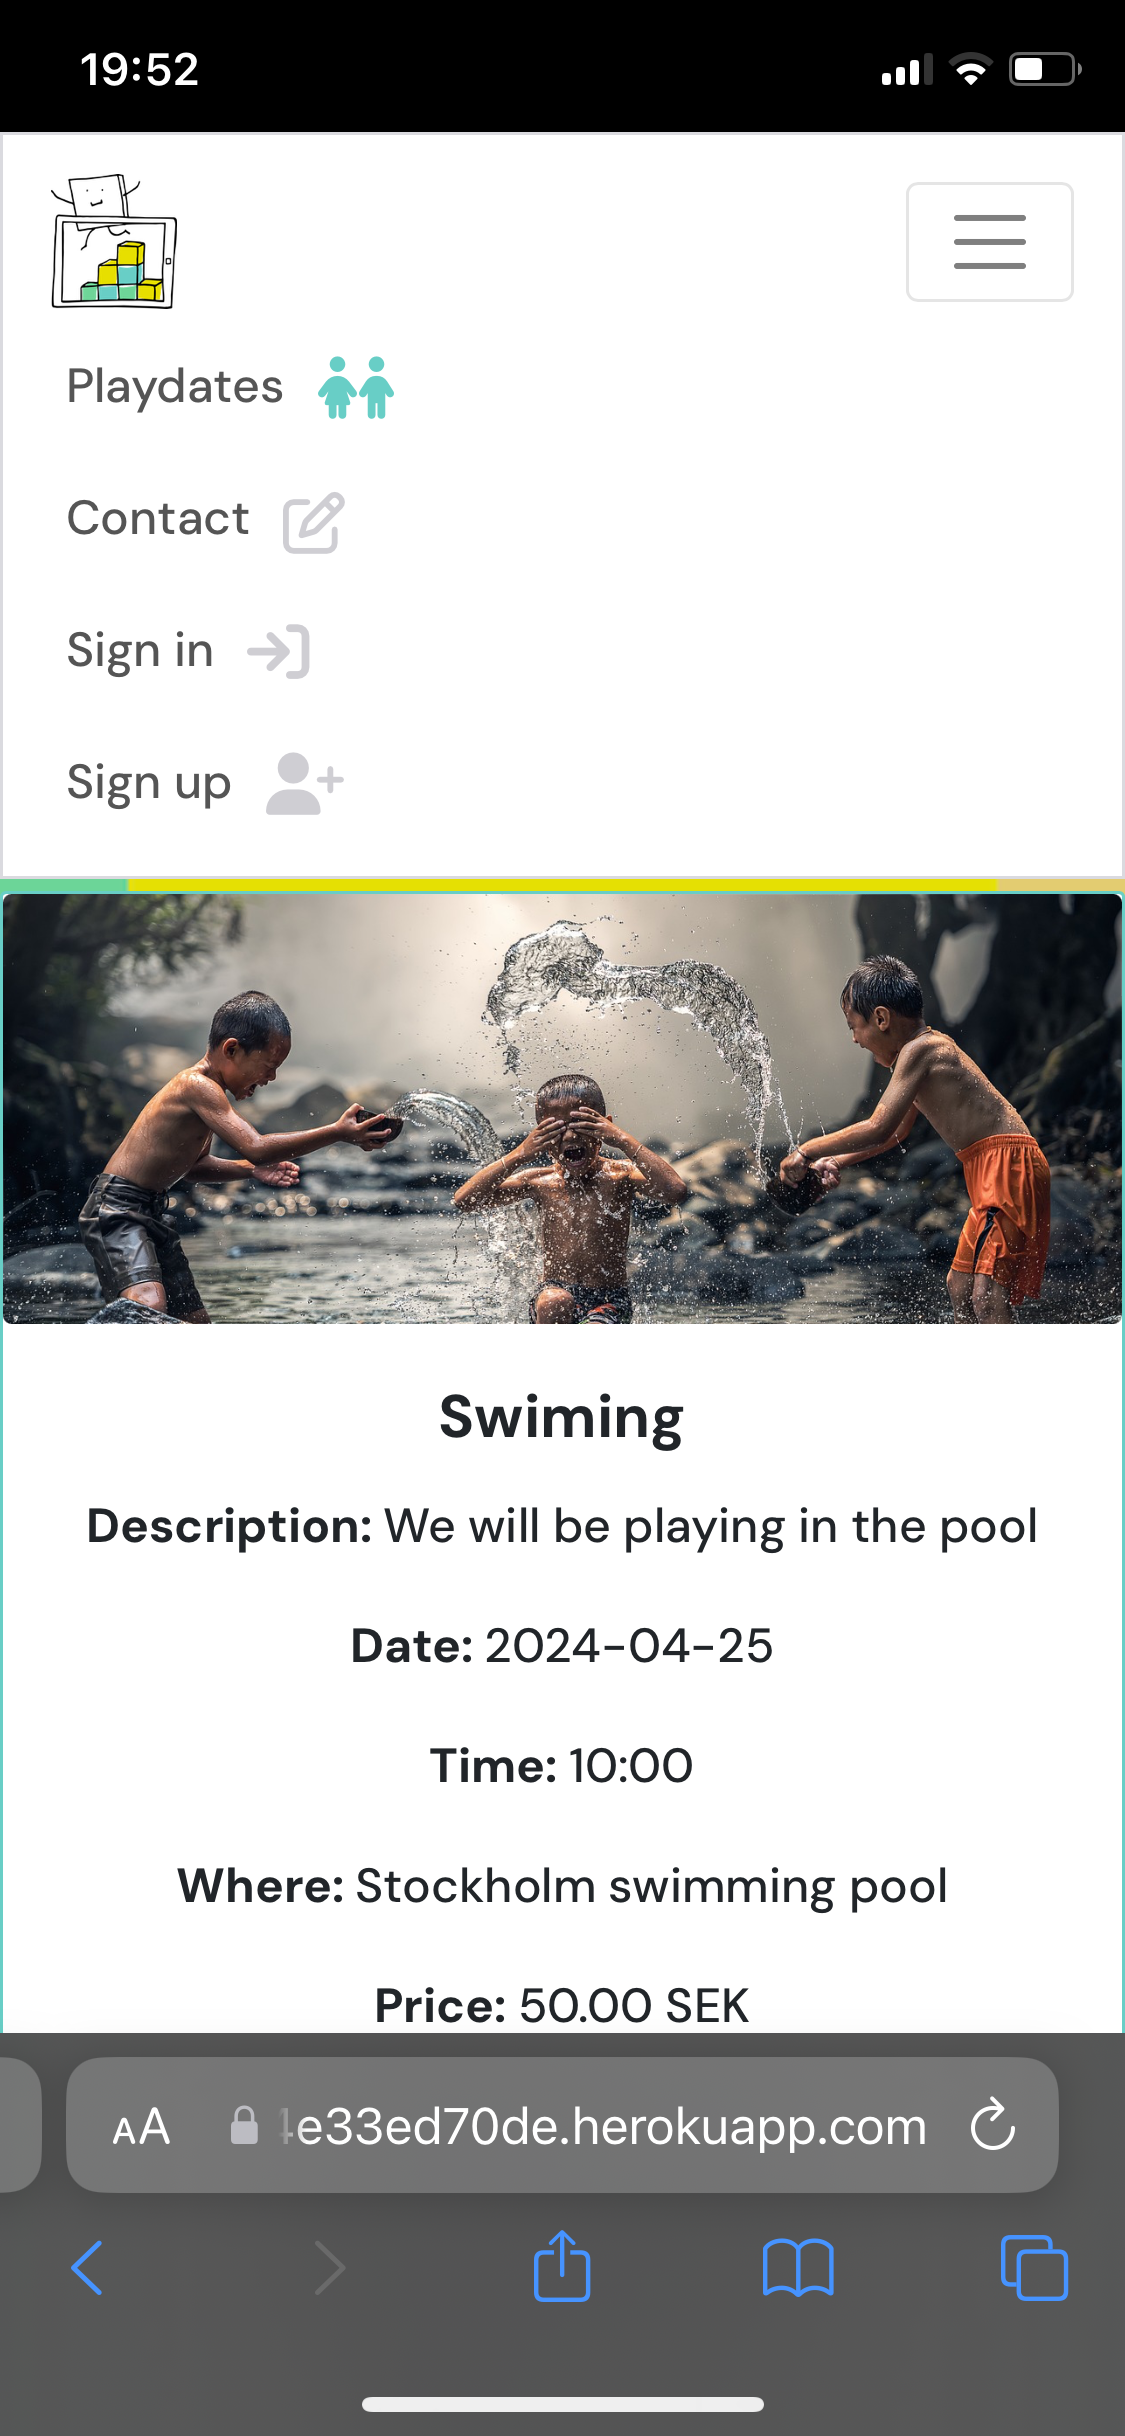 19:52
Playdates
Contact
Sign in
Sign up
Swiming
Description: We will be playing in the pool
Date: 2024-04-25
Time: 10:00
Where: Stockholm swimming pool
Price: 50.00 SEK
AA e33ed70de.herokuapp.com